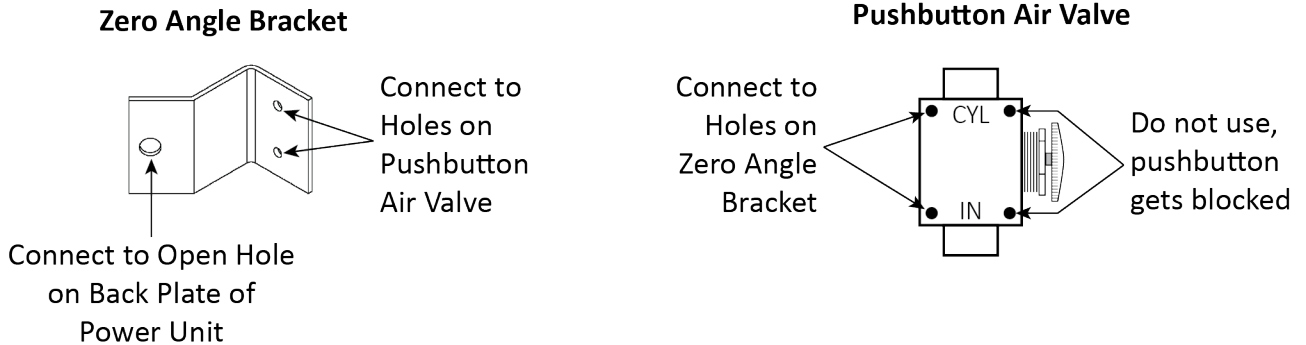 Zero Angle Bracket
Connect to
Holes on
Pushbutton
Air Valve
Connect to Open Hole
on Back Plate of
Power Unit
Pushbutton Air Valve
Connect to
Holes on
Zero Angle
Bracket
CYL
IN
Do not use,
pushbutton
gets blocked